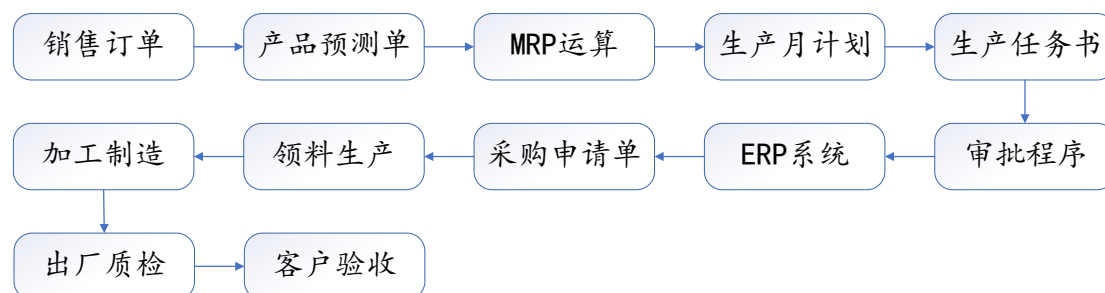 销售订单 产品预测单 MRP运算 生产月计划 生产任务书
加工制造 领料生产 采购申请单 ERP系统 审批程序
出厂质检 客户验收